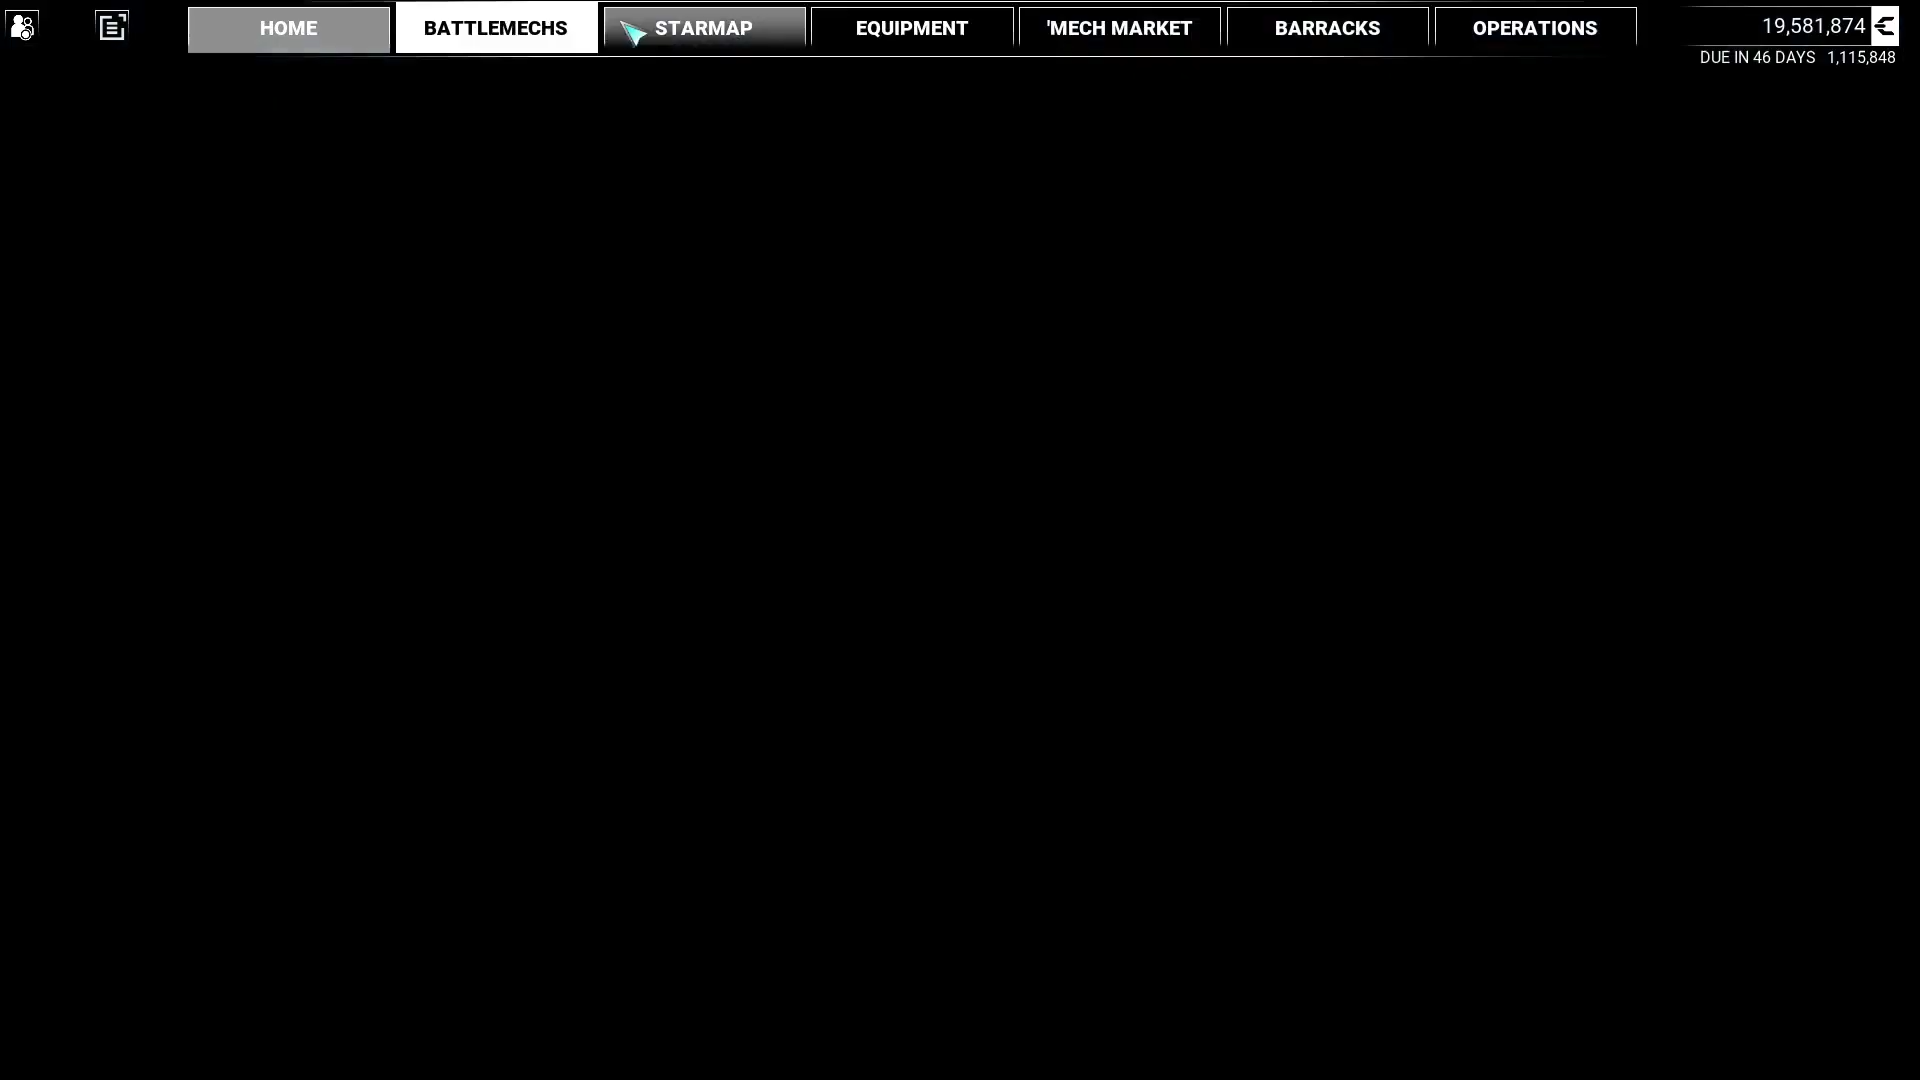 HOME
BATTLEMECHS
STARMAP
EQUIPMENT
'MECH MARKET
BARRACKS
OPERATIONS
19,581,874
DUE IN 46 DAYS 1,115,848